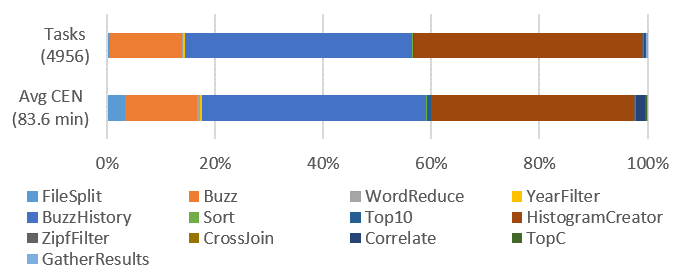 Tasks
(4956)
Avg CEN
(83.6 min)
0% 20% 40% 60% 80% 100%
FileSplit Buzz WordReduce YearFilter
BuzzHistory Sort Top10 HistogramCreator
ZipfFilter CrossJoin Correlate TopC
GatherResults